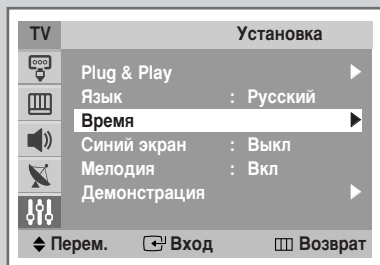 TV Установка
Plug & Play
Язык : Русский
Время
Синий экран : Выкл
Мелодия : Вкл
Демонстрация
Перем. Вход Возврат